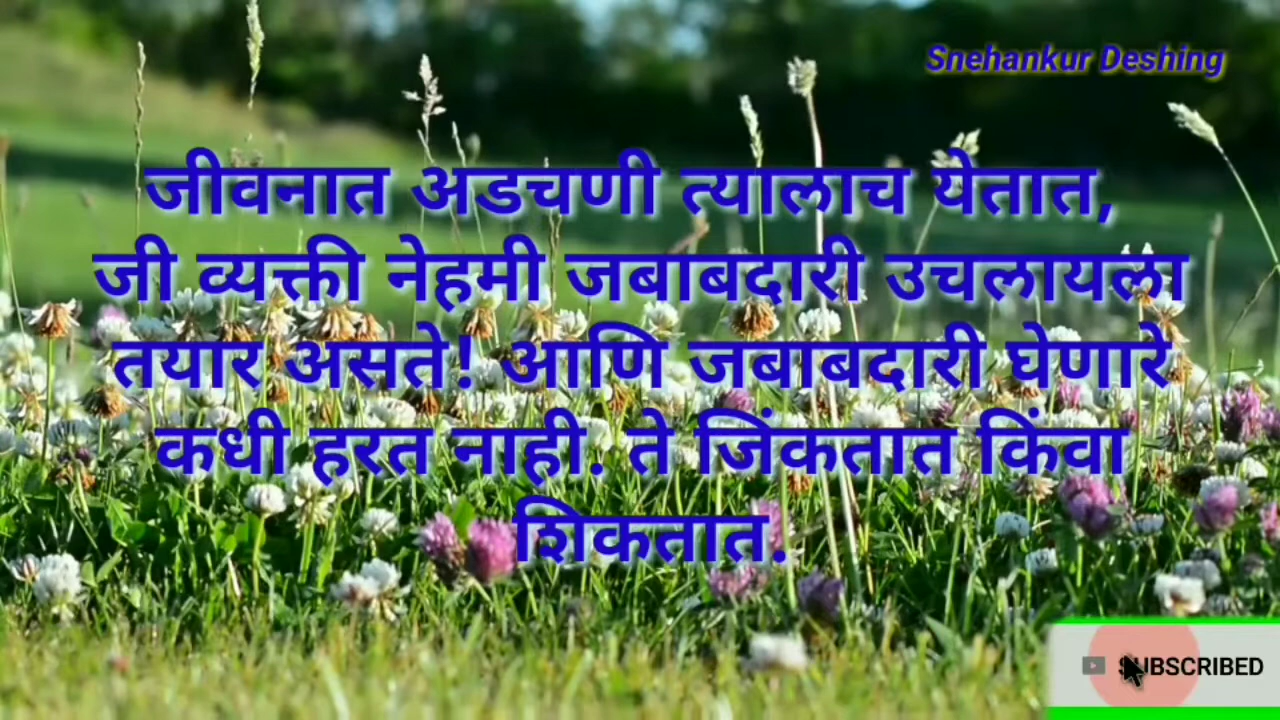 Snehankur Deshing
जीवनात अडचणी त्यालाच येतात,
जी व्यक्ती नेहमी जबाबदारी उचलायला
तयार असते! आणि जबाबदारी घेणारे
कधी हरत नाही. ते जिंकतात किंवा
शिकतात.
SUBSCRIBED